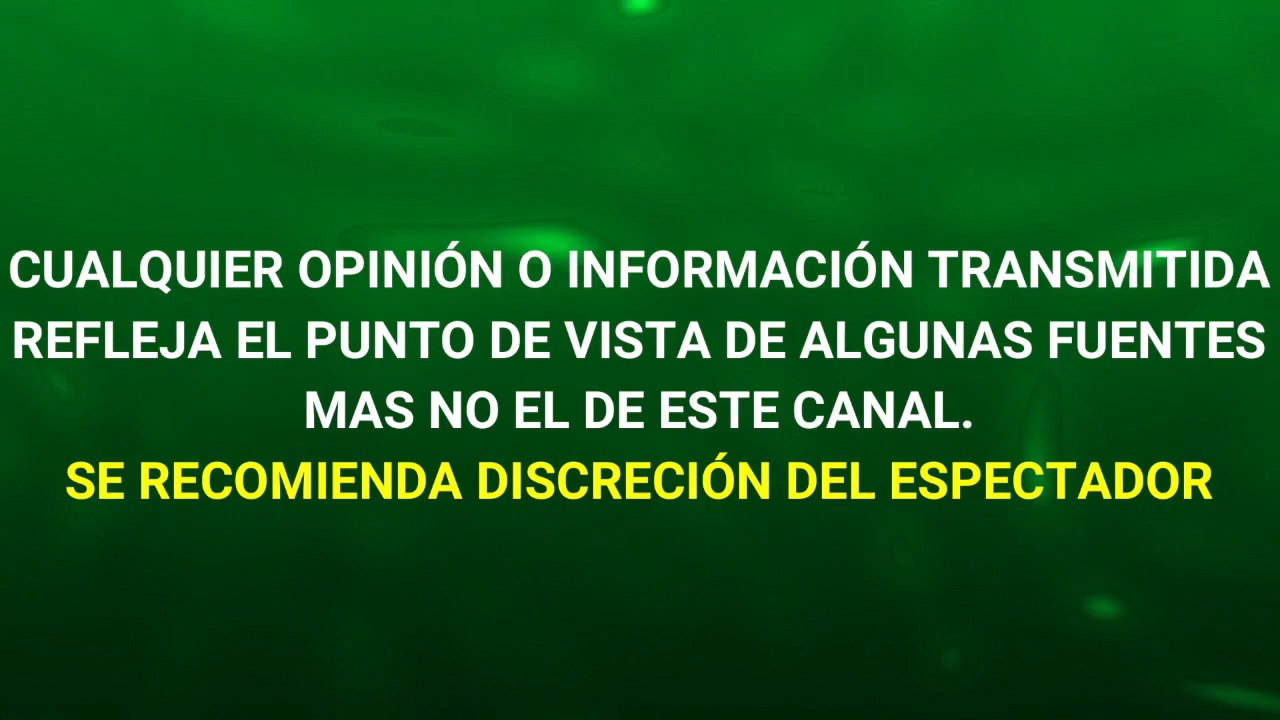 CUALQUIER OPINIÓN O INFORMACIÓN TRANSMITIDA
REFLEJA EL PUNTO DE VISTA DE ALGUNAS FUENTES
MAS NO EL DE ESTE CANAL.
SE RECOMIENDA DISCRECIÓN DEL ESPECTADOR